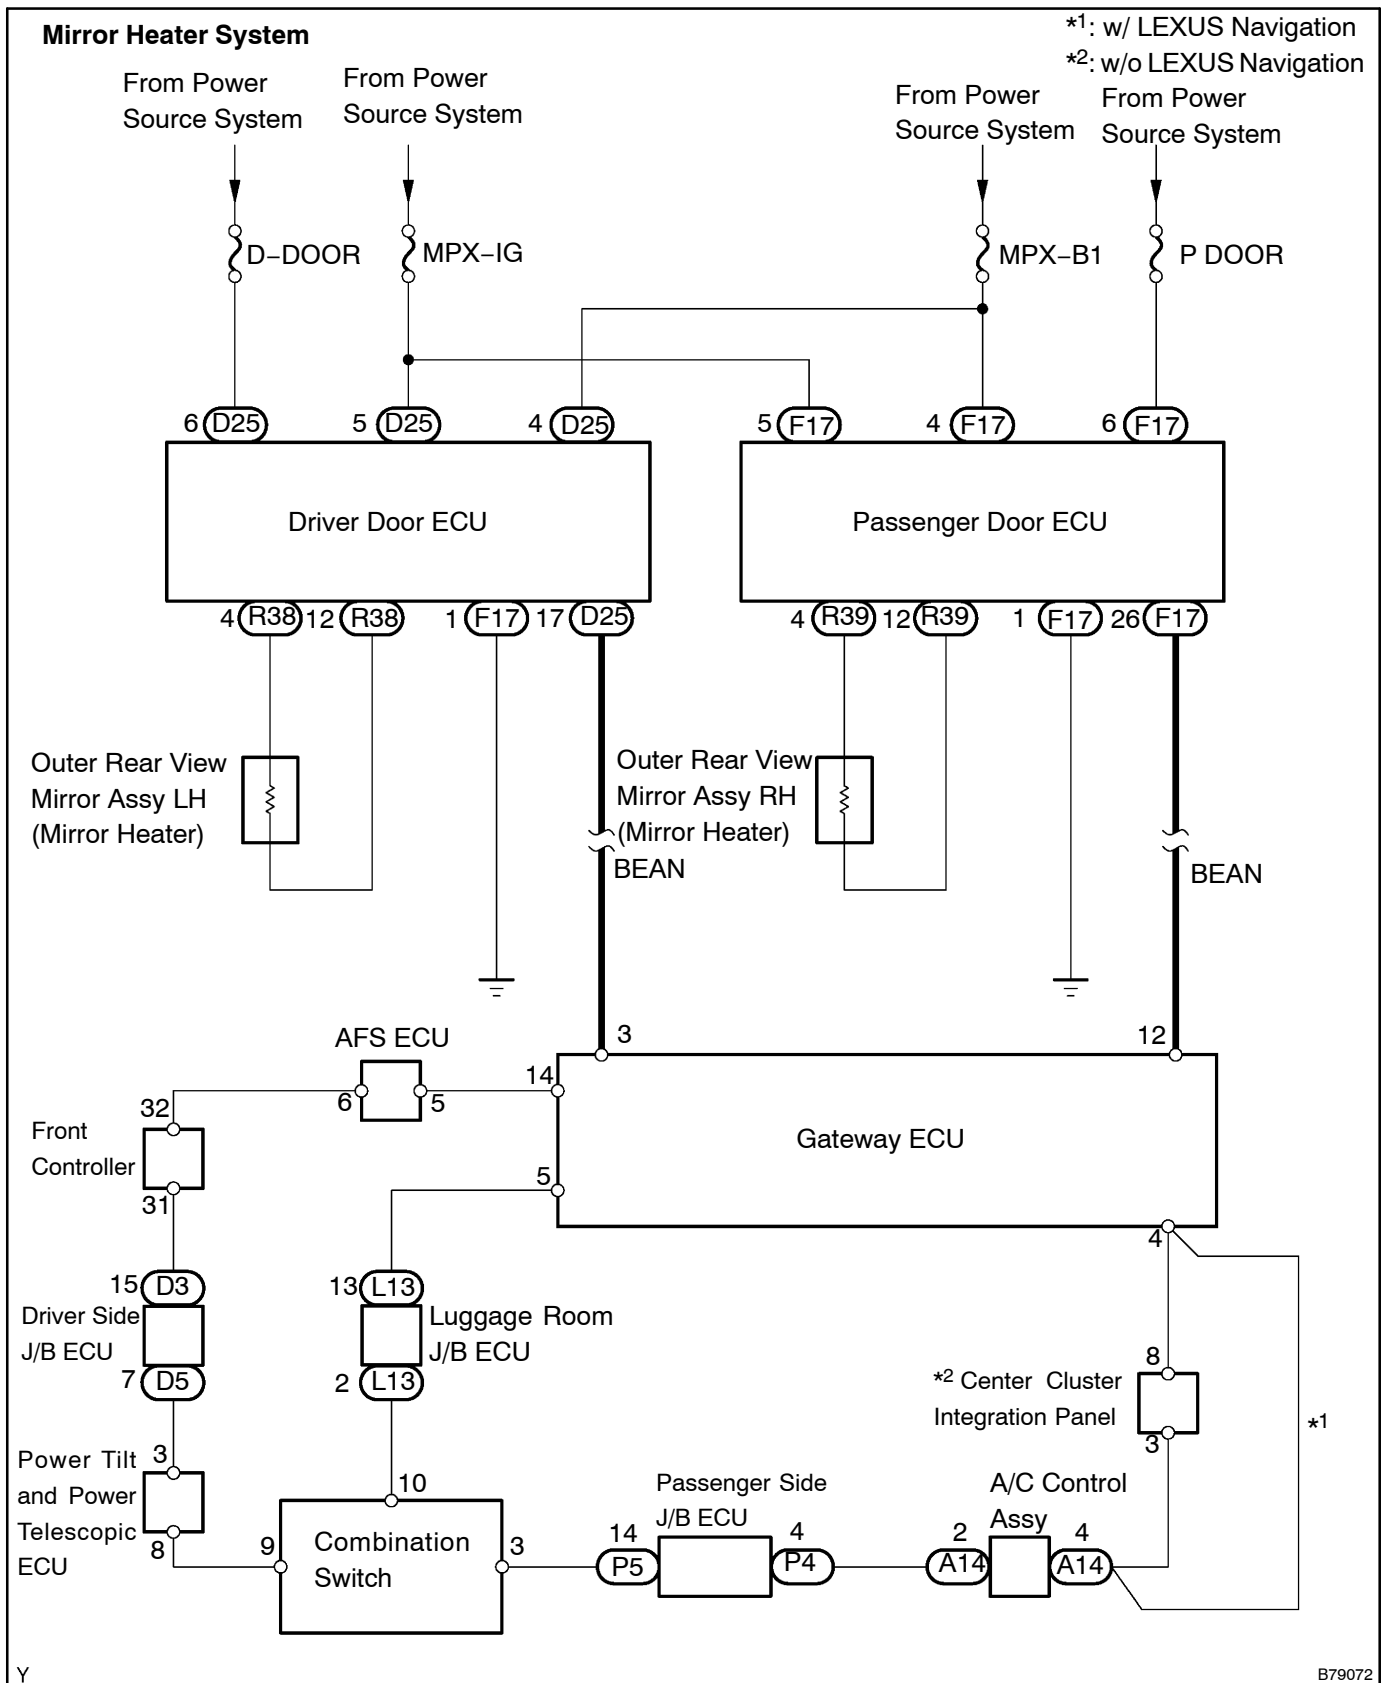 Mirror Heater System
*1: w/ LEXUS Navigation
*2: w/o LEXUS Navigation
From Power
Source System
From Power
Source System
From Power
Source System
From Power
Source System
D-DOOR
MPX-IG
MPX-B1
P DOOR
6 D25
5 D25
4 D25
5 F17
4 F17
6 F17
Driver Door ECU
Passenger Door ECU
4 R38
12 R38
1 F17
17 D25
4 R39
12 R39
1 F17
26 F17
Outer Rear View
Mirror Assy LH
(Mirror Heater)
Outer Rear View
Mirror Assy RH
(Mirror Heater)
BEAN
BEAN
3
12
AFS ECU
6
5
14
32
Front
Controller
31
Gateway ECU
5
4
15 D3
Driver Side
J/B ECU
7 D5
13 L13
Luggage Room
J/B ECU
2 L13
8
*2 Center Cluster
Integration Panel
3
*1
3
Power Tilt
and Power
Telescopic
ECU
8
10
9
Combination
Switch
3
Passenger Side
J/B ECU
14
P5
4
P4
A/C Control
Assy
2
A14
4
A14
Y
B79072